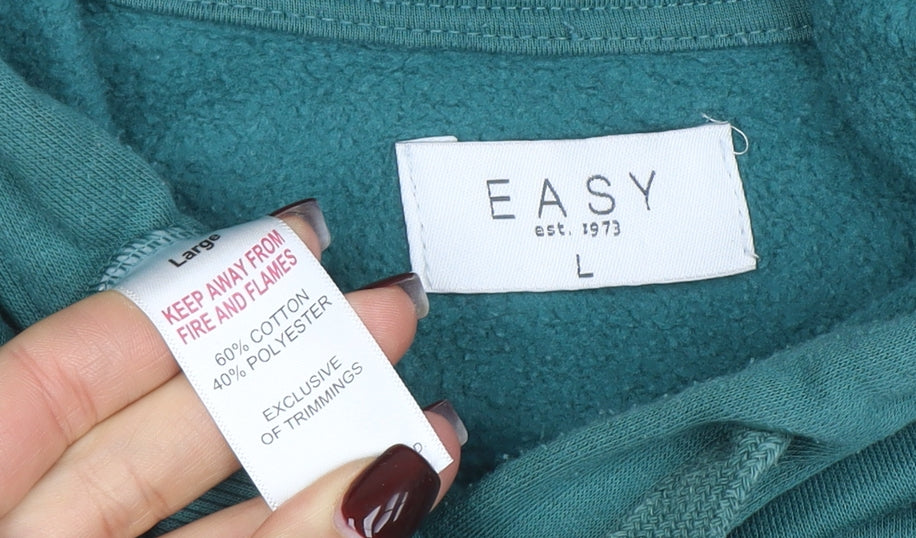 EASY
est. 1973
L
Large
KEEP AWAY FROM
FIRE AND FLAMES
60% COTTON
40% POLYESTER
EXCLUSIVE
OF TRIMMINGS